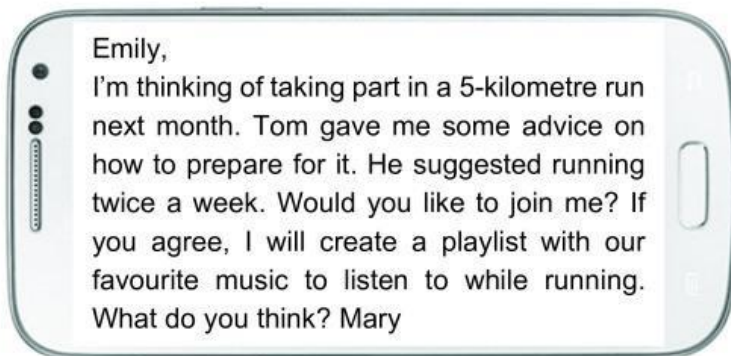 Emily,
I’m thinking of taking part in a 5-kilometre run
next month. Tom gave me some advice on
how to prepare for it. He suggested running
twice a week. Would you like to join me? If
you agree, I will create a playlist with our
favourite music to listen to while running.
What do you think? Mary